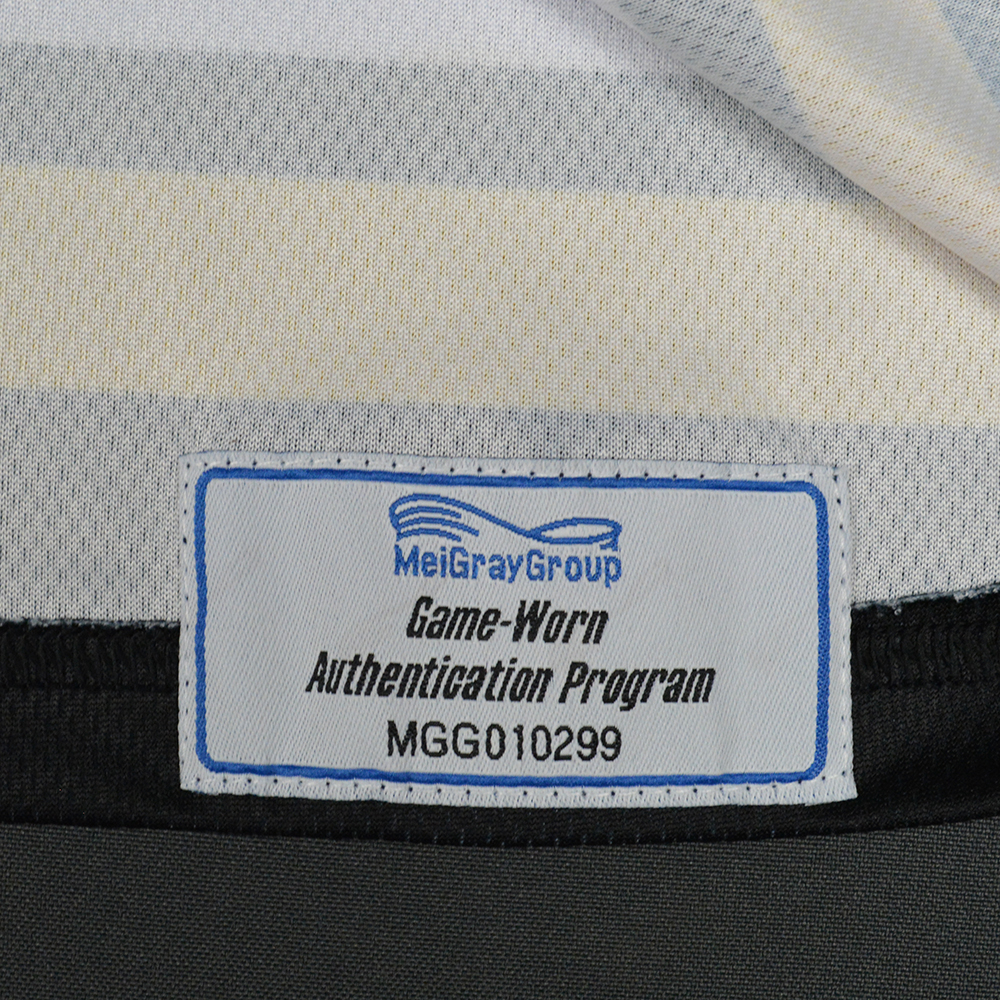 MeiGrayGroup
Game-Worn
Authentication Program
MGG010299